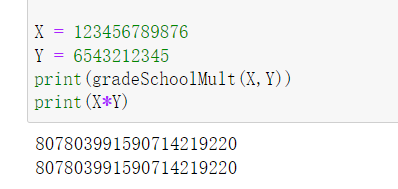 X = 123456789876
Y = 6543212345
print(gradeSchoolMult(X,Y))
print(X*Y)
807803991590714219220
807803991590714219220